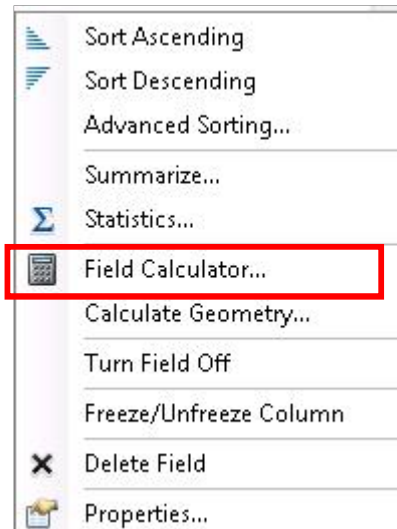 Sort Ascending
Sort Descending
Advanced Sorting...
Summarize...
Statistics...
Field Calculator...
Calculate Geometry...
Turn Field Off
Freeze/Unfreeze Column
Delete Field
Properties...